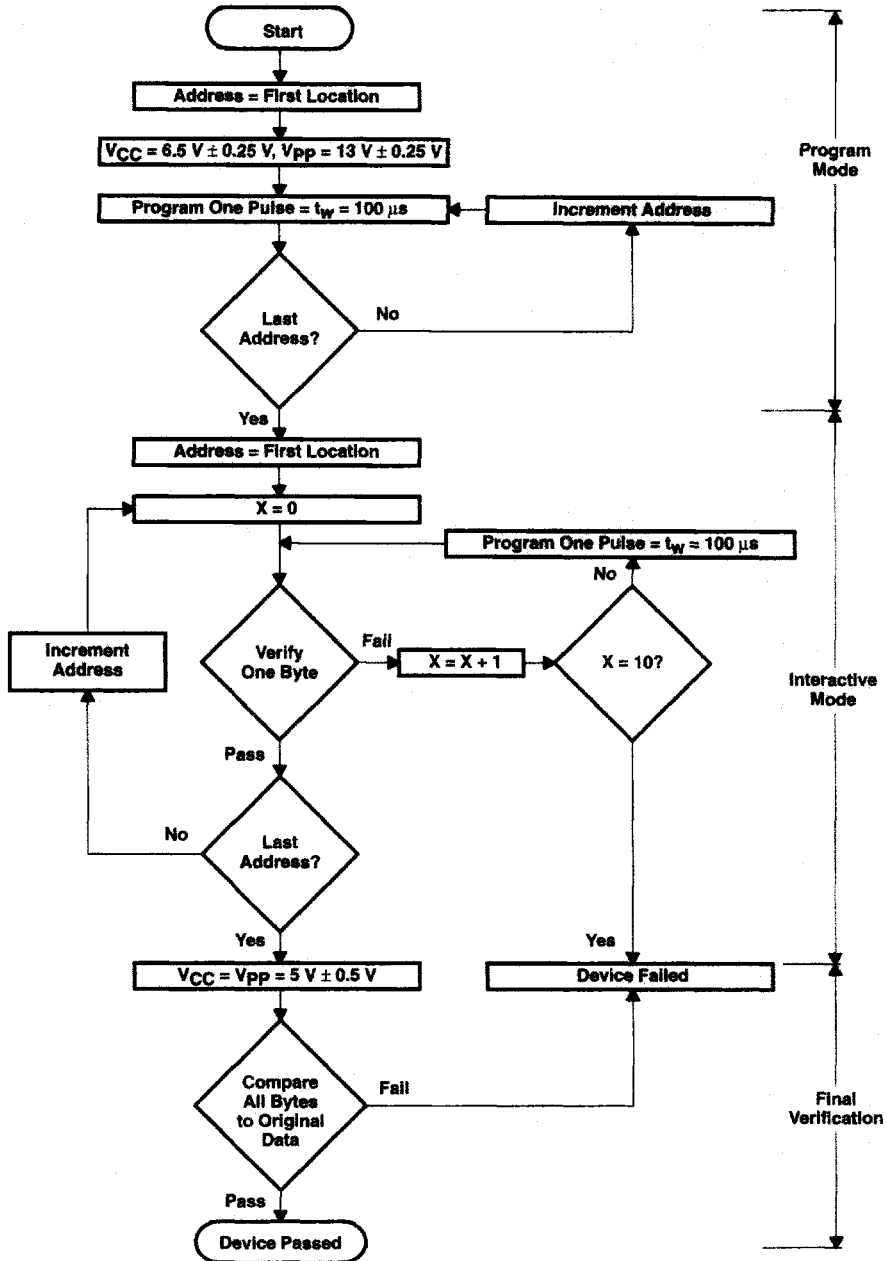 Start
Address = First Location
VCC = 6.5 V ± 0.25 V, VPP = 13 V ± 0.25 V
Program
Mode
Program One Pulse = tw = 100 µs
Increment Address
Last
Address?
No
Yes
Address = First Location
X = 0
Program One Pulse = tw = 100 µs
No
Increment
Address
Verify
One Byte
Fail
X = X + 1
X = 10?
Interactive
Mode
Pass
No
Last
Address?
Yes
Yes
VCC = VPP = 5 V ± 0.5 V
Device Failed
Compare
All Bytes
to Original
Data
Fail
Final
Verification
Pass
Device Passed